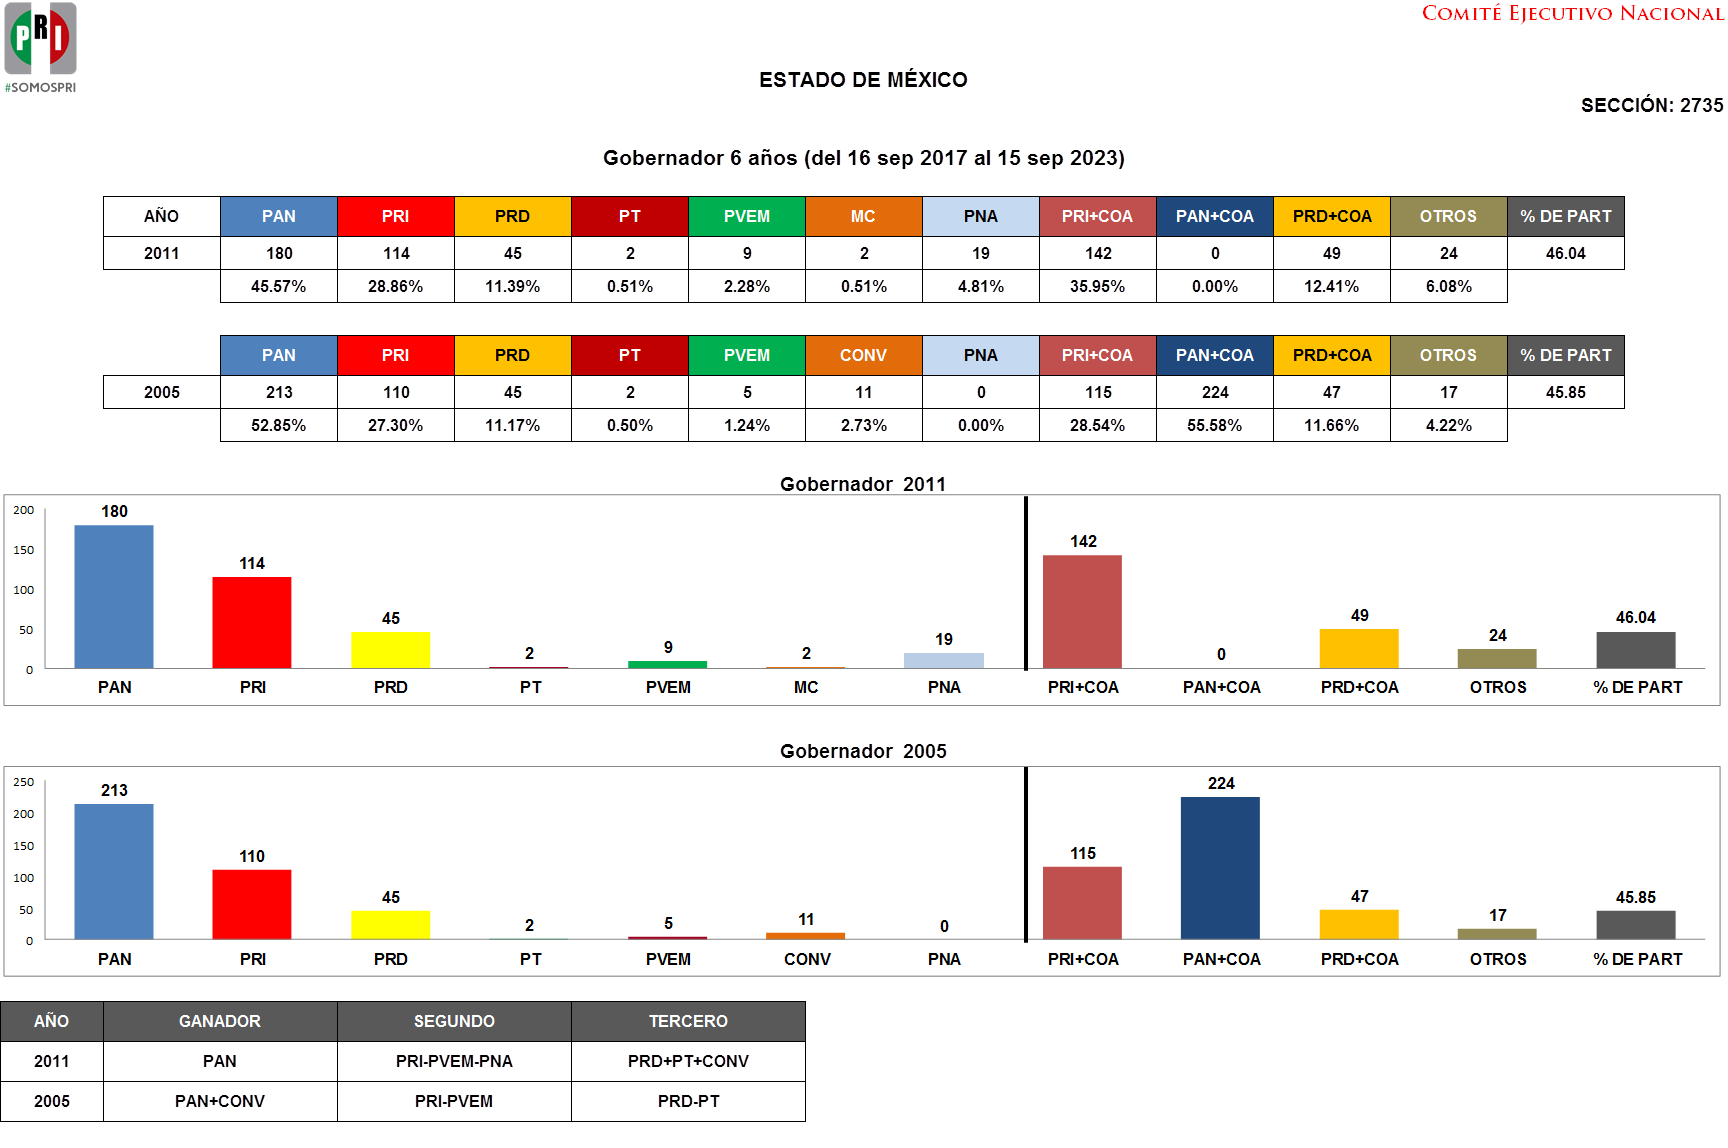 PRI
#SOMOSPRI
COMITÉ EJECUTIVO NACIONAL
ESTADO DE MÉXICO
SECCIÓN: 2735
Gobernador 6 años (del 16 sep 2017 al 15 sep 2023)
AÑO PAN PRI PRD PT PVEM MC PNA PRI+COA PAN+COA PRD+COA OTROS % DE PART
2011 180 114 45 2 9 2 19 142 0 49 24 46.04
45.57% 28.86% 11.39% 0.51% 2.28% 0.51% 4.81% 35.95% 0.00% 12.41% 6.08%
PAN PRI PRD PT PVEM CONV PNA PRI+COA PAN+COA PRD+COA OTROS % DE PART
2005 213 110 45 2 5 11 0 115 224 47 17 45.85
52.85% 27.30% 11.17% 0.50% 1.24% 2.73% 0.00% 28.54% 55.58% 11.66% 4.22%
Gobernador 2011
200
150
100
50
0
180 114 45 2 9 2 19 142 0 49 24 46.04
PAN PRI PRD PT PVEM MC PNA PRI+COA PAN+COA PRD+COA OTROS % DE PART
Gobernador 2005
250
200
150
100
50
0
213 110 45 2 5 11 0 115 224 47 17 45.85
PAN PRI PRD PT PVEM CONV PNA PRI+COA PAN+COA PRD+COA OTROS % DE PART
AÑO GANADOR SEGUNDO TERCERO
2011 PAN PRI-PVEM-PNA PRD+PT+CONV
2005 PAN+CONV PRI-PVEM PRD-PT